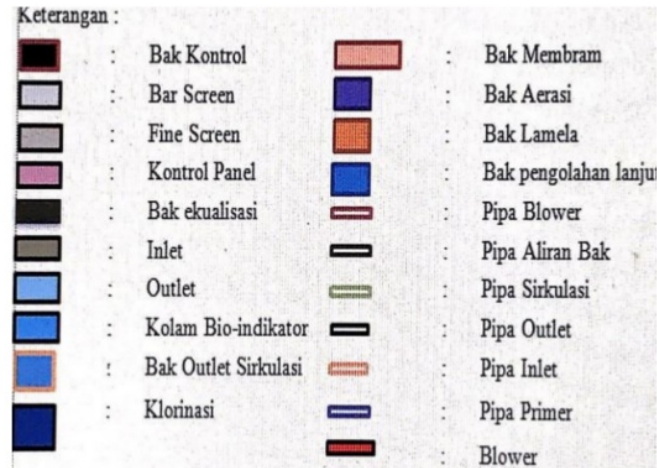 Keterangan :
: Bak Kontrol : Bak Membram
: Bar Screen : Bak Aerasi
: Fine Screen : Bak Lamela
: Kontrol Panel : Bak pengolahan lanjut
: Bak ekualisasi : Pipa Blower
: Inlet : Pipa Aliran Bak
: Outlet : Pipa Sirkulasi
: Kolam Bio-indikator : Pipa Outlet
: Bak Outlet Sirkulasi : Pipa Inlet
: Klorinasi : Pipa Primer
: Blower